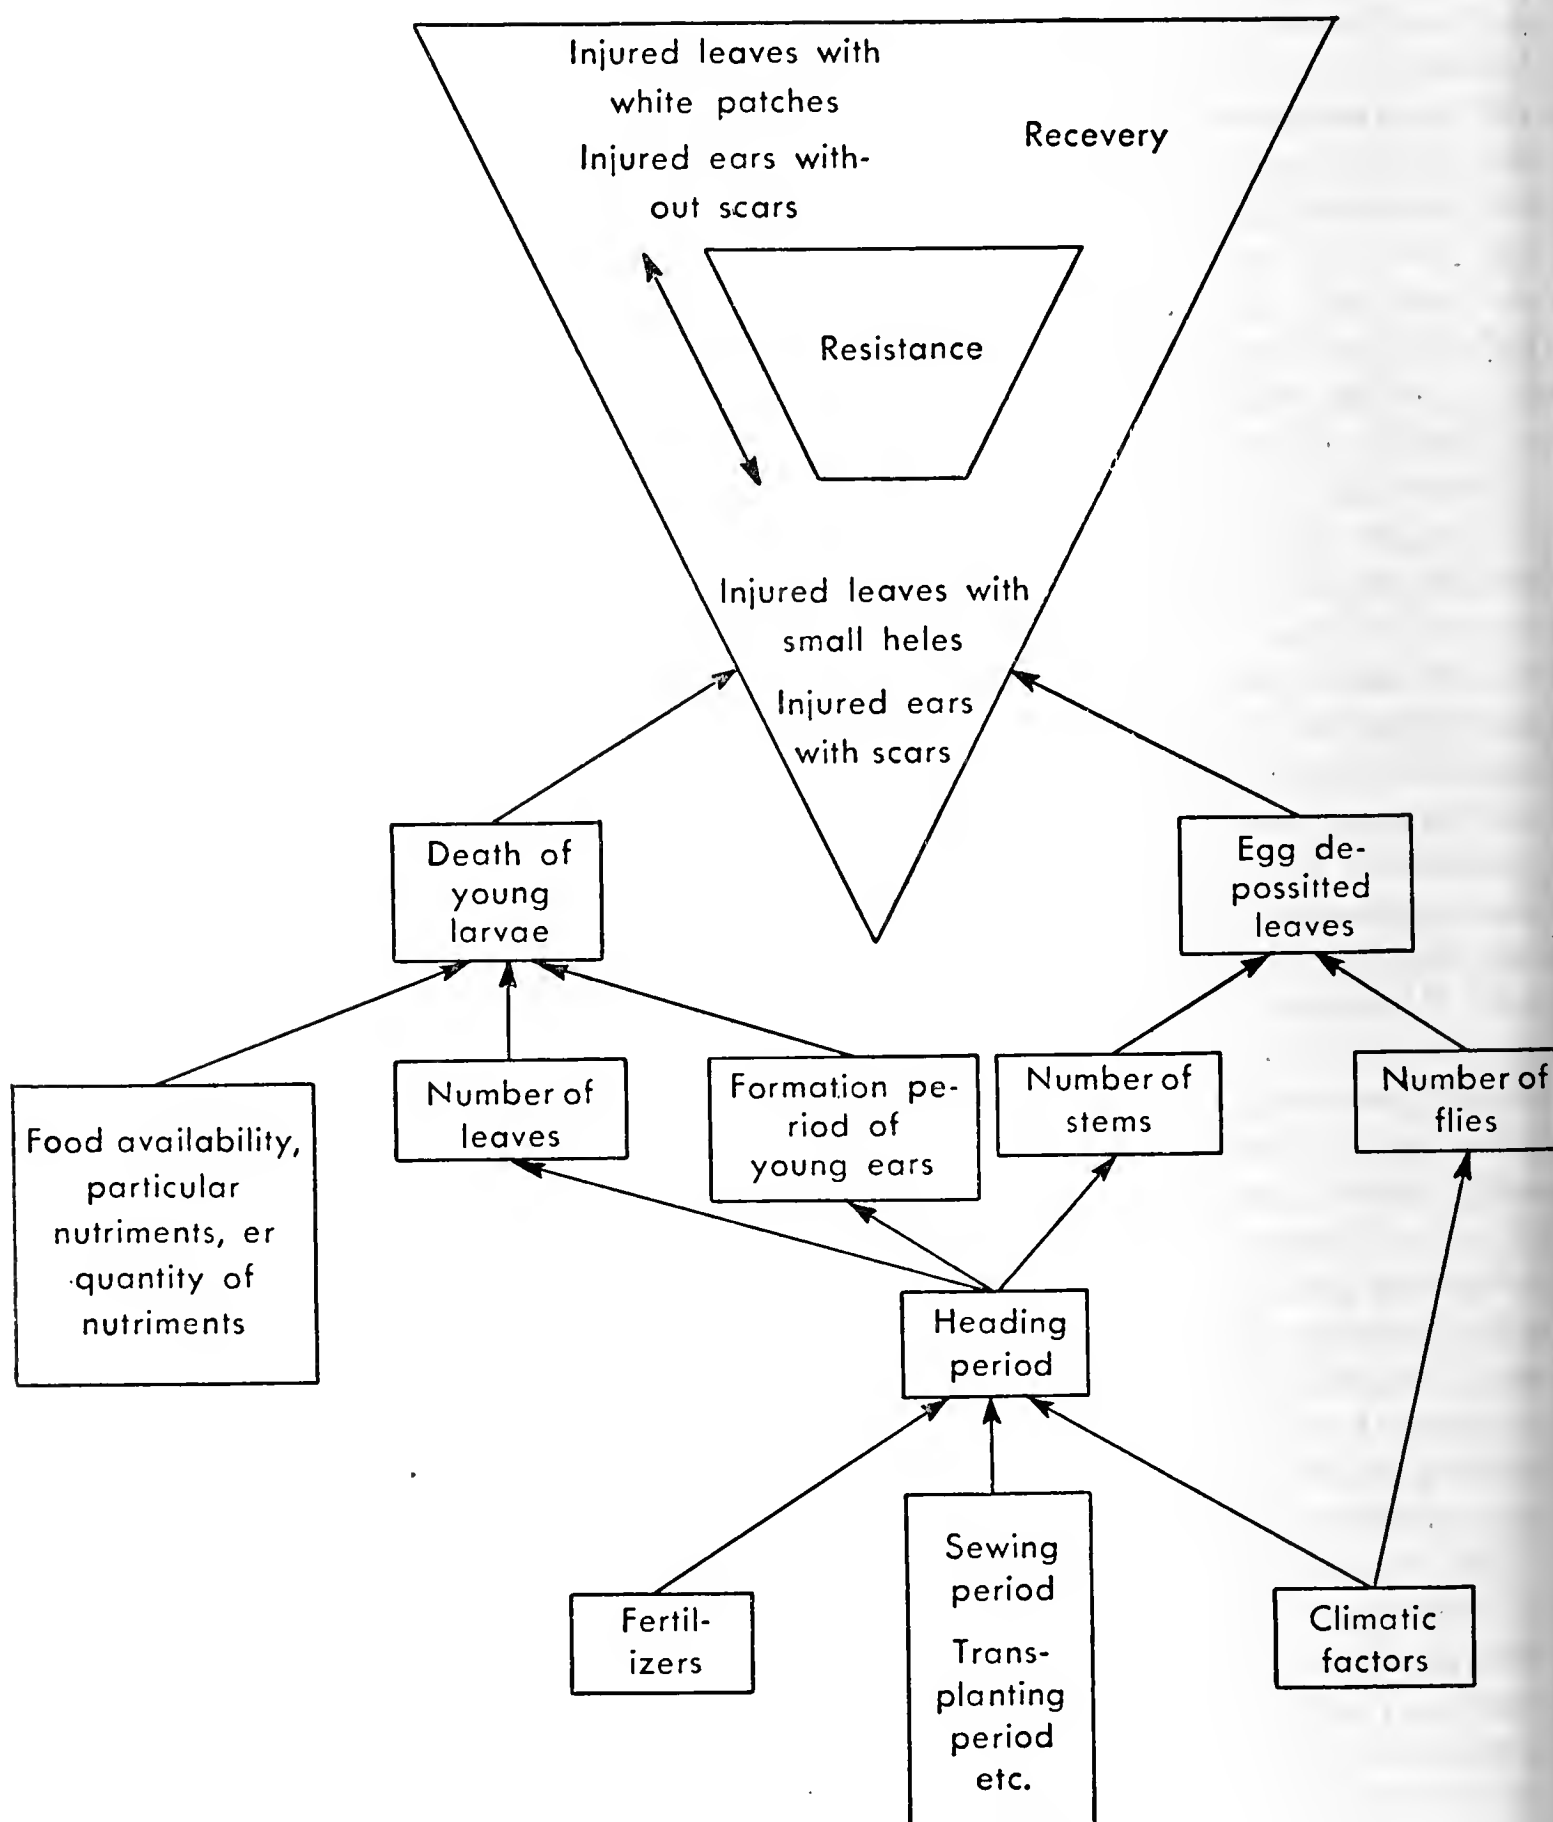 Injured leaves with
white patches
Injured ears with-
out scars
Recevery
Resistance
Injured leaves with
small heles
Injured ears
with scars
Death of
young
larvae
Egg de-
possitted
leaves
Food availability,
particular
nutriments, er
quantity of
nutriments
Number of
leaves
Formation pe-
riod of
young ears
Number of
stems
Number of
flies
Heading
period
Fertil-
izers
Sewing
period
Trans-
planting
period
etc.
Climatic
factors